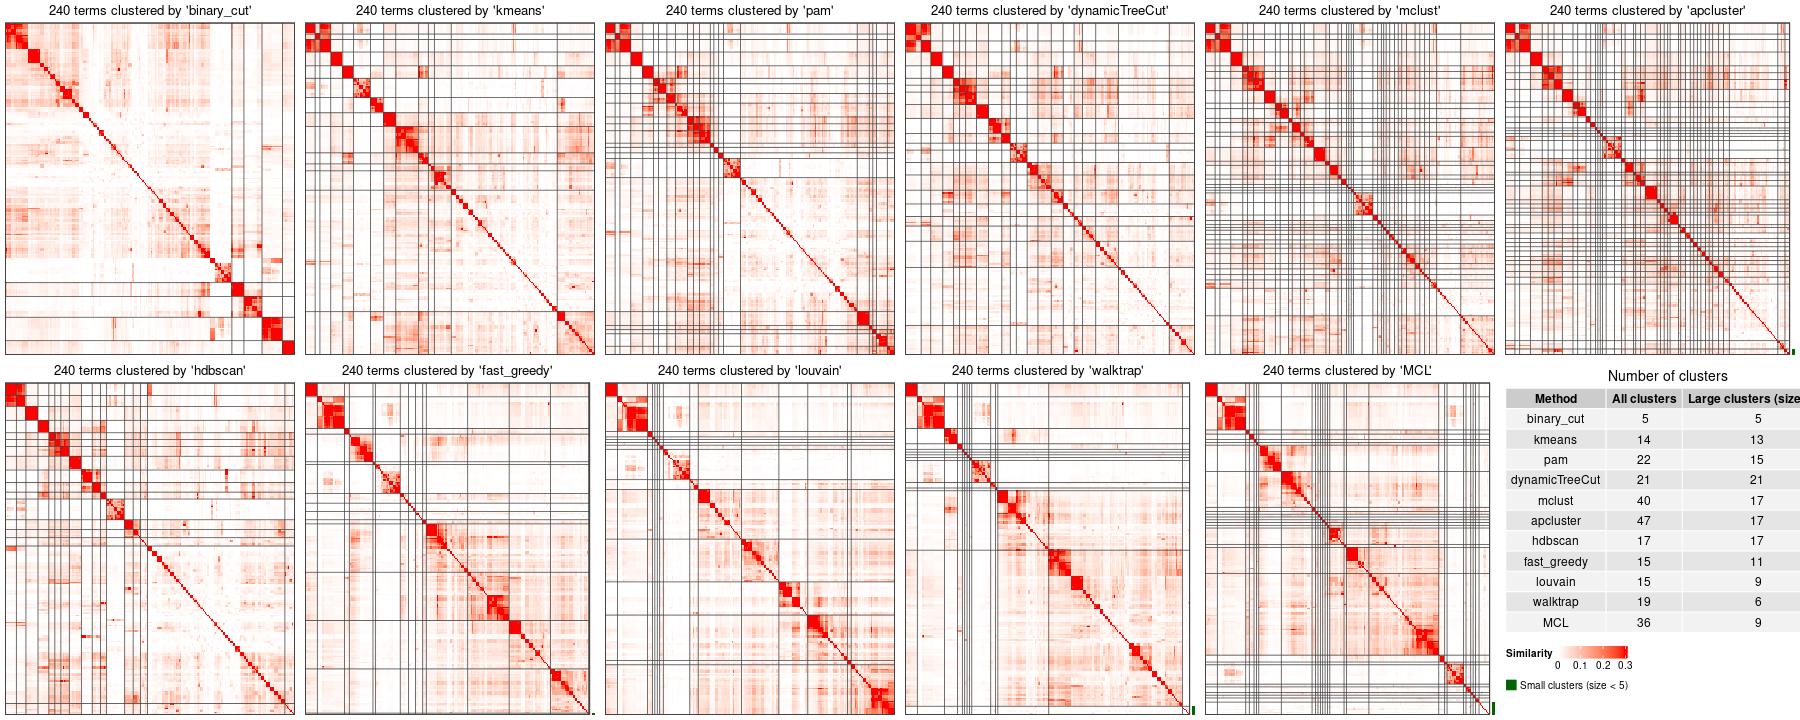 240 terms clustered by 'binary_cut'
240 terms clustered by 'kmeans'
240 terms clustered by 'pam'
240 terms clustered by 'dynamicTreeCut'
240 terms clustered by 'mclust'
240 terms clustered by 'apcluster'
240 terms clustered by 'hdbscan'
240 terms clustered by 'fast_greedy'
240 terms clustered by 'louvain'
240 terms clustered by 'walktrap'
240 terms clustered by 'MCL'
Number of clusters
Method All clusters Large clusters (size
binary_cut 5 5
kmeans 14 13
pam 22 15
dynamicTreeCut 21 21
mclust 40 17
apcluster 47 17
hdbscan 17 17
fast_greedy 15 11
louvain 15 9
walktrap 19 6
MCL 36 9
Similarity
0 0.1 0.2 0.3
Small clusters (size < 5)